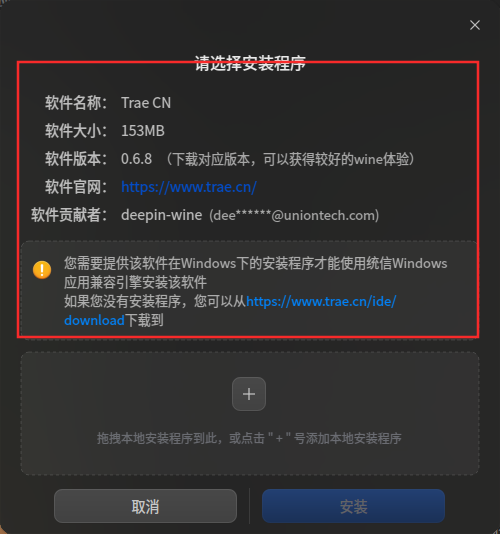 请选择安装程序
软件名称： Trae CN
软件大小： 153MB
软件版本： 0.6.8 （下载对应版本，可以获得较好的wine体验）
软件官网： https://www.trae.cn/
软件贡献者： deepin-wine (dee******@uniontech.com)
您需要提供该软件在Windows下的安装程序才能使用统信Windows
应用兼容引擎安装该软件
如果您没有安装程序，您可以从https://www.trae.cn/ide/
download下载到
拖拽本地安装程序到此，或点击 " + " 号添加本地安装程序
取消
安装